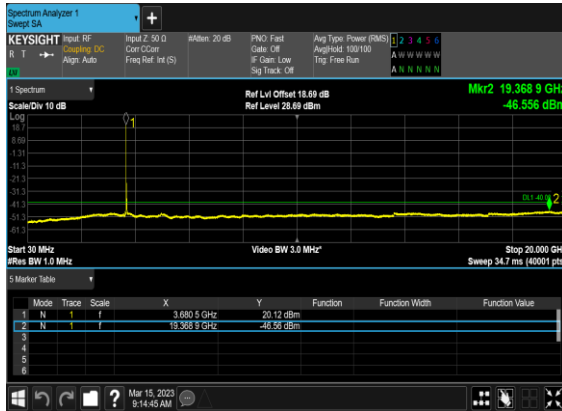 Spectrum Analyzer 1
Swept SA
KEYSIGHT
R T
LXI
Input: RF
Coupling: DC
Align: Auto
Input Z: 50 Ω
Corr CCorr
Freq Ref: Int (S)
#Atten: 20 dB
PNO: Fast
Gate: Off
IF Gain: Low
Sig Track: Off
Avg Type: Power (RMS)
Avg|Hold: 100/100
Trig: Free Run
1 2 3 4 5 6
A W W W W W
A N N N N N
1 Spectrum
Scale/Div 10 dB
Ref Lvl Offset 18.69 dB
Ref Level 28.69 dBm
Mkr2 19.368 9 GHz
-46.556 dBm
Log
18.7
8.69
-1.31
-11.3
-21.3
-31.3
-41.3
-51.3
-61.3
1
2
Start 30 MHz
#Res BW 1.0 MHz
Video BW 3.0 MHz*
Stop 20.000 GHz
Sweep 34.7 ms (40001 pts)
5 Marker Table
Mode Trace Scale X Y Function Function Width Function Value
1 N 1 f 3.680 5 GHz 20.12 dBm
2 N 1 f 19.368 9 GHz -46.56 dBm
3
4
5
6
Mar 15, 2023
9:14:45 AM